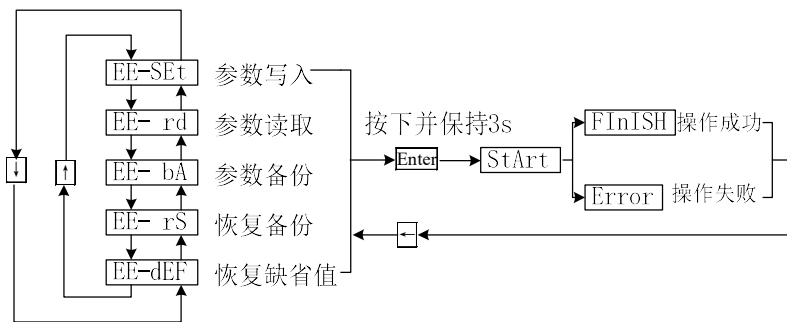 EE-SEt 参数写入
EE- rd 参数读取
EE- bA 参数备份
EE- rS 恢复备份
EE-dEF 恢复缺省值
↓
↑
按下并保持3s
Enter
StArt
FInISH 操作成功
Error 操作失败
←